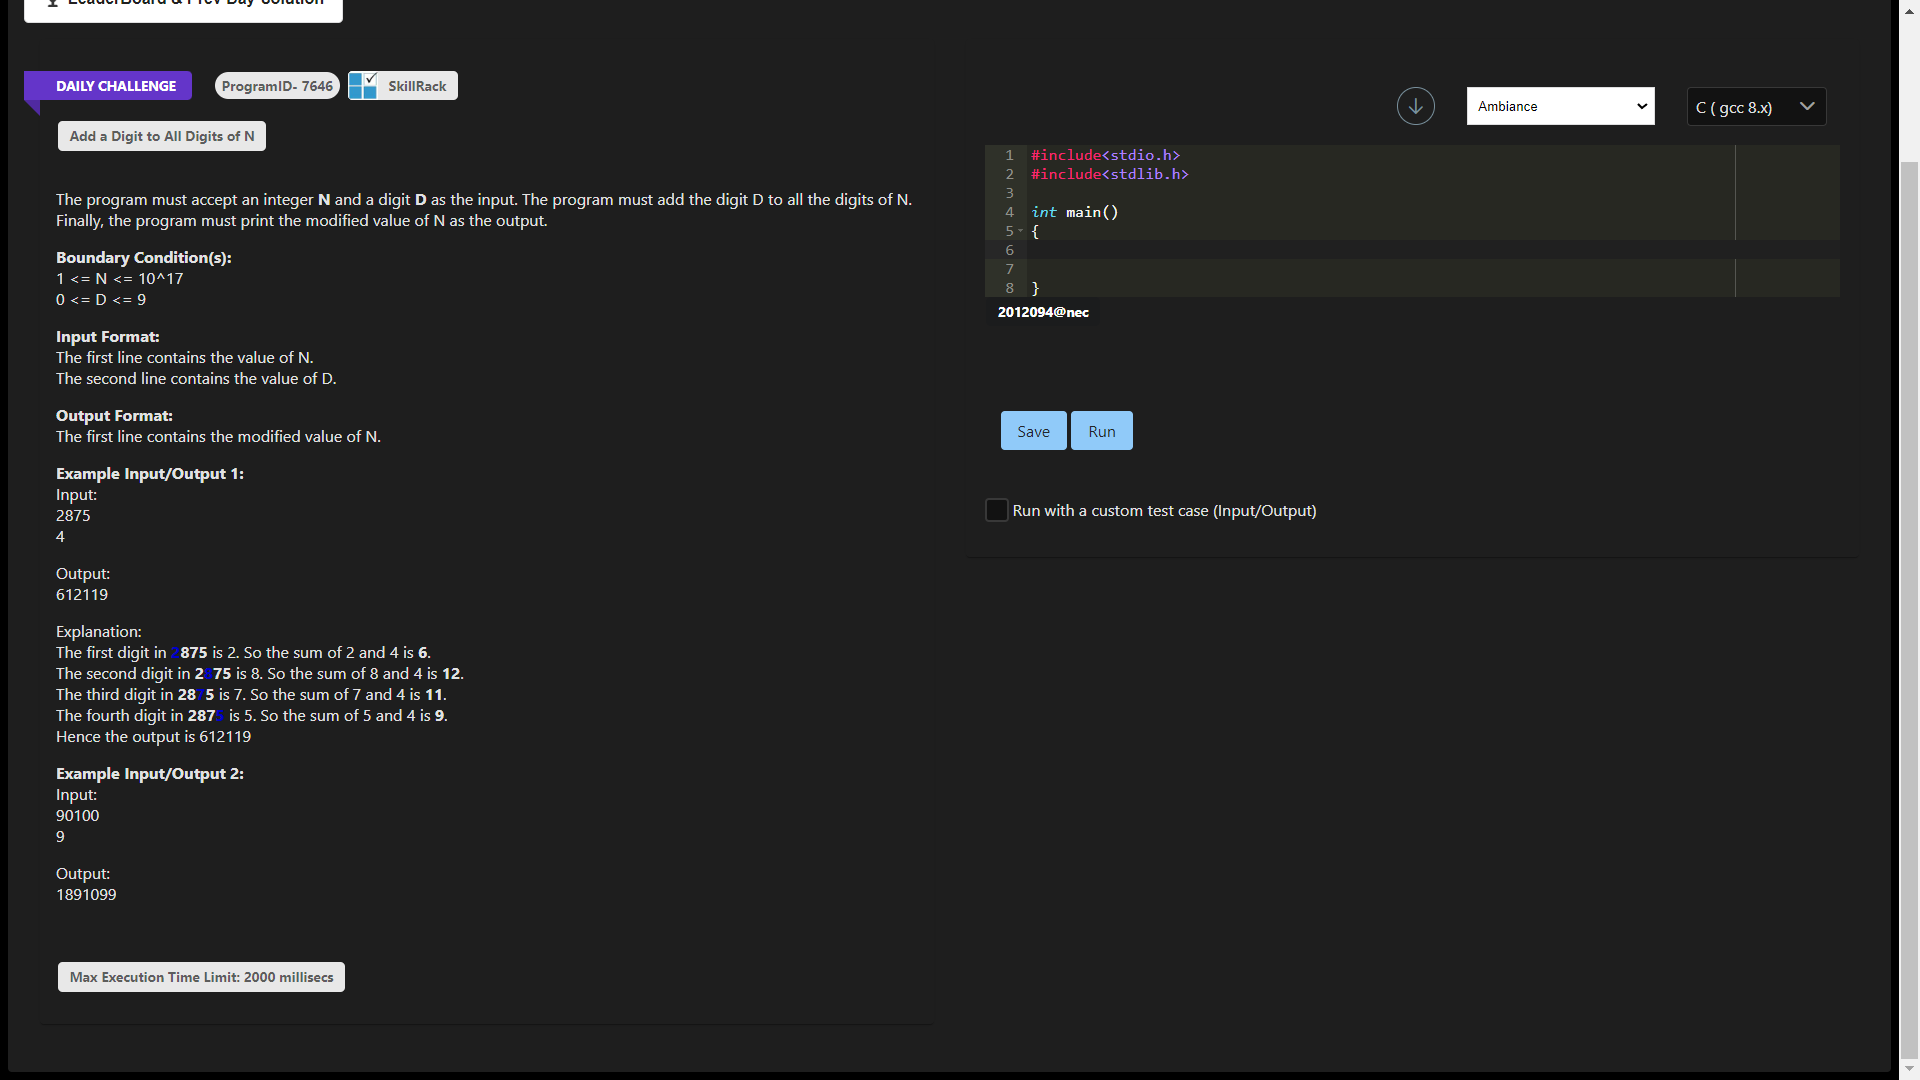 LeaderBoard & Prev Day Solution
DAILY CHALLENGE
ProgramID- 7646
SkillRack
Add a Digit to All Digits of N
The program must accept an integer N and a digit D as the input. The program must add the digit D to all the digits of N.
Finally, the program must print the modified value of N as the output.
Boundary Condition(s):
1 <= N <= 10^17
0 <= D <= 9
Input Format:
The first line contains the value of N.
The second line contains the value of D.
Output Format:
The first line contains the modified value of N.
Example Input/Output 1:
Input:
2875
4
Output:
612119
Explanation:
The first digit in 2875 is 2. So the sum of 2 and 4 is 6.
The second digit in 2875 is 8. So the sum of 8 and 4 is 12.
The third digit in 2875 is 7. So the sum of 7 and 4 is 11.
The fourth digit in 2875 is 5. So the sum of 5 and 4 is 9.
Hence the output is 612119
Example Input/Output 2:
Input:
90100
9
Output:
1891099
Max Execution Time Limit: 2000 millisecs
Ambiance
C ( gcc 8.x)
1 #include<stdio.h>
2 #include<stdlib.h>
3
4 int main()
5 {
6
7
8 }
2012094@nec
Save
Run
Run with a custom test case (Input/Output)